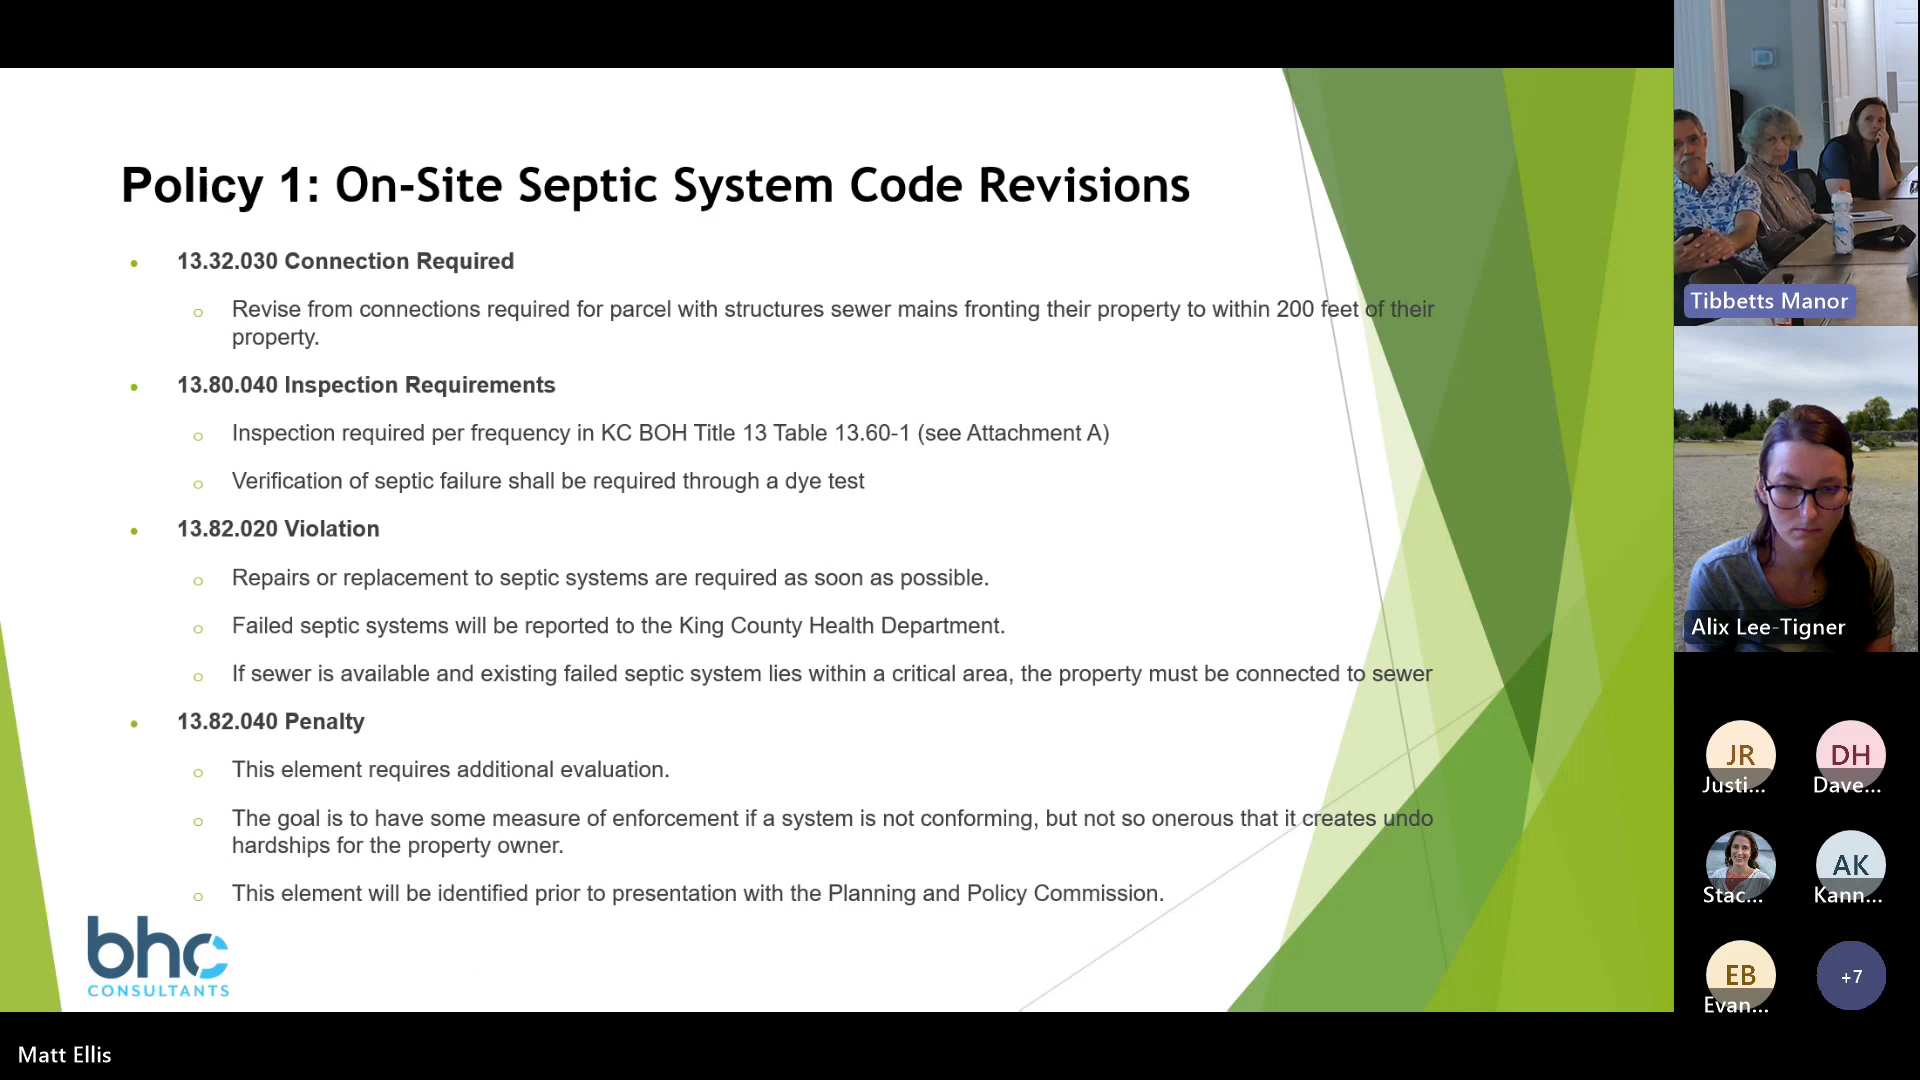 Policy 1: On-Site Septic System Code Revisions
• 13.32.030 Connection Required
o Revise from connections required for parcel with structures sewer mains fronting their property to within 200 feet of their
property.
• 13.80.040 Inspection Requirements
o Inspection required per frequency in KC BOH Title 13 Table 13.60-1 (see Attachment A)
o Verification of septic failure shall be required through a dye test
• 13.82.020 Violation
o Repairs or replacement to septic systems are required as soon as possible.
o Failed septic systems will be reported to the King County Health Department.
o If sewer is available and existing failed septic system lies within a critical area, the property must be connected to sewer
• 13.82.040 Penalty
o This element requires additional evaluation.
o The goal is to have some measure of enforcement if a system is not conforming, but not so onerous that it creates undo
hardships for the property owner.
o This element will be identified prior to presentation with the Planning and Policy Commission.
bhc
CONSULTANTS
Matt Ellis
Tibbetts Manor
Alix Lee-Tigner
JR
Justi...
DH
Dave...
Stac...
AK
Kann...
EB
Evan...
+7